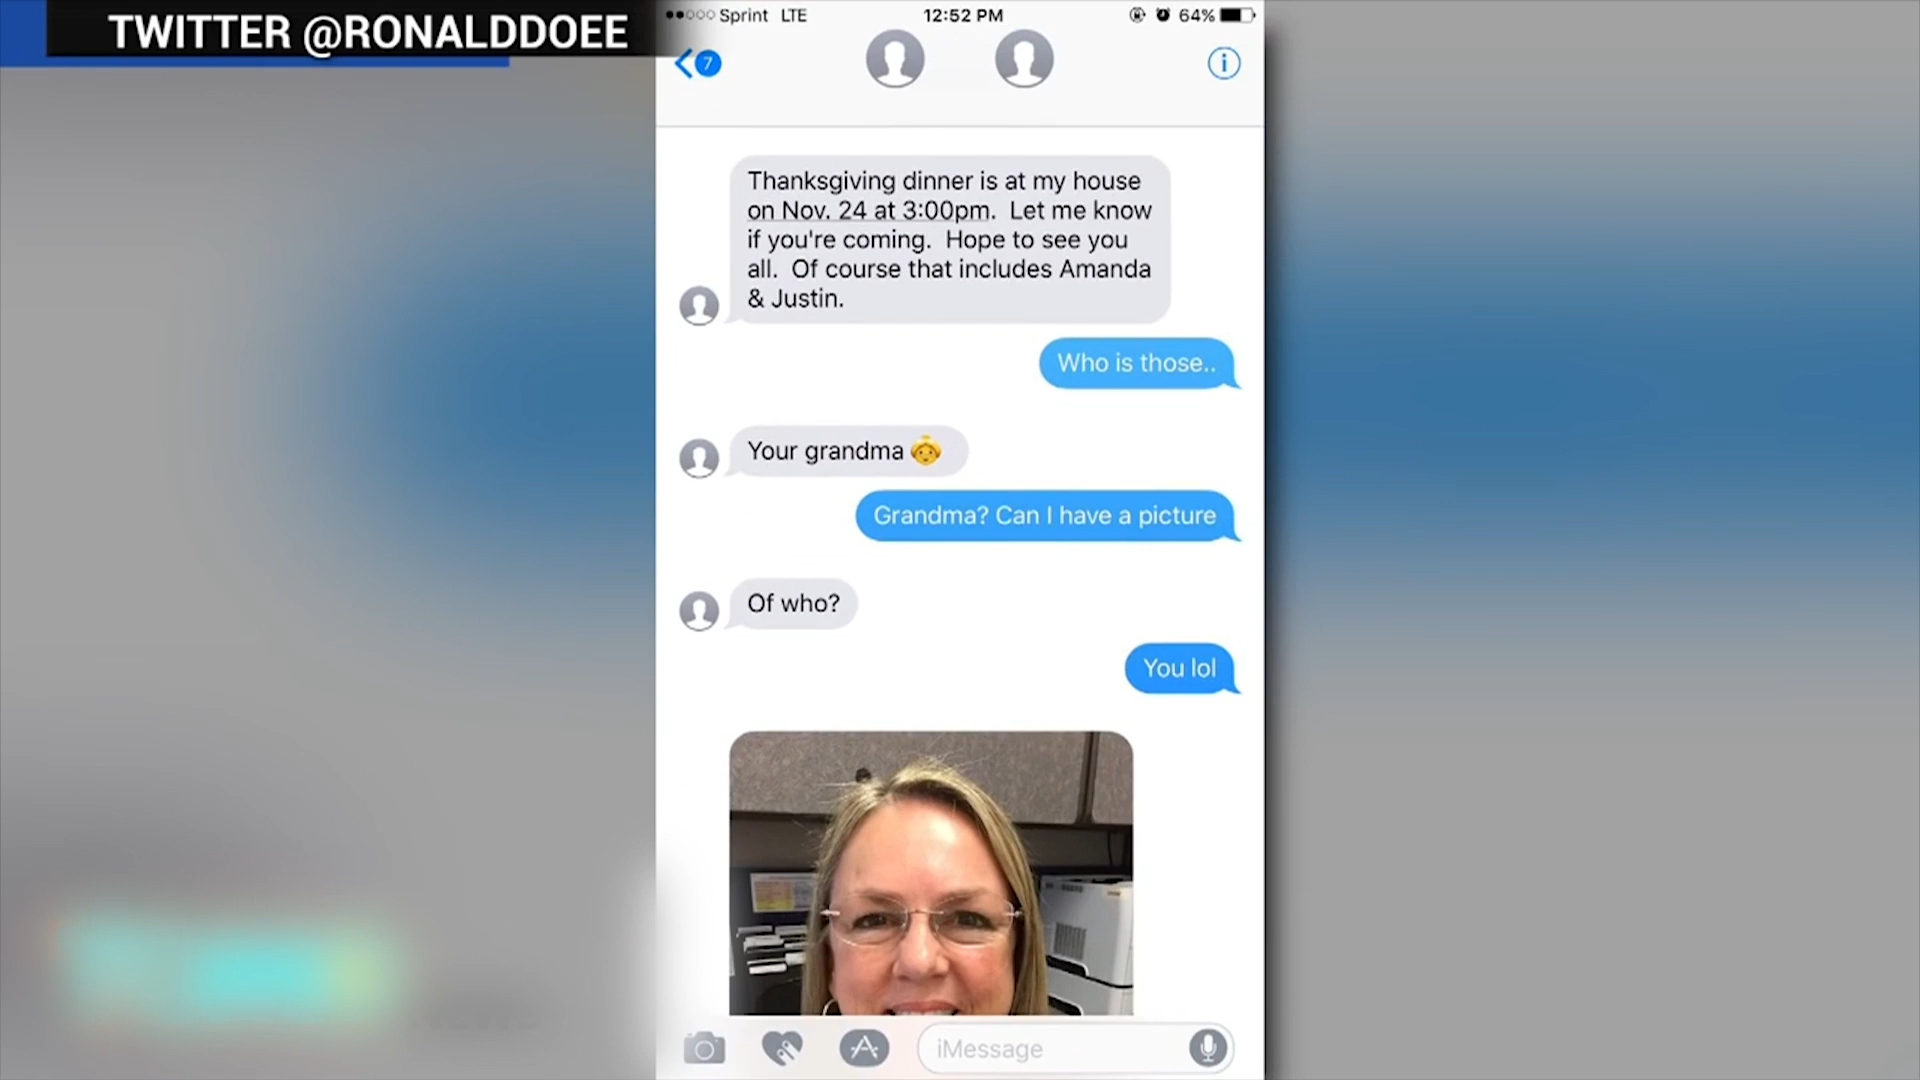 TWITTER @RONALDDOEE
Sprint LTE 12:52 PM 64%
7
i
Thanksgiving dinner is at my house
on Nov. 24 at 3:00pm. Let me know
if you're coming. Hope to see you
all. Of course that includes Amanda
& Justin.
Who is those..
Your grandma 👵
Grandma? Can I have a picture
Of who?
You lol
iMessage